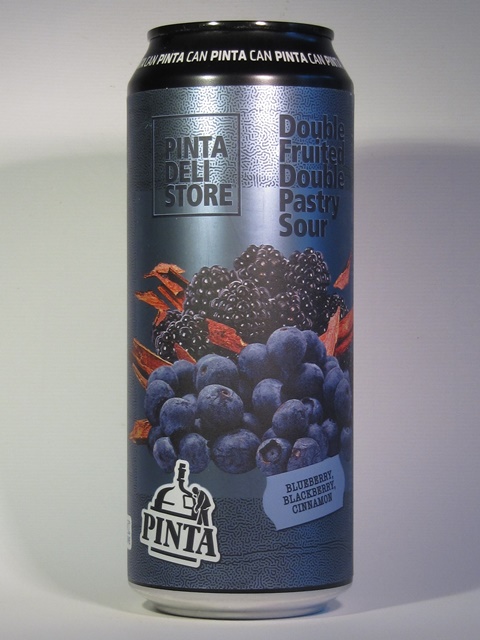 CAN PINTA CAN PINTA CAN PINTA CAN PINTA
PINTA
DELI
STORE
Double
Fruited
Double
Pastry
Sour
BLUEBERRY,
BLACKBERRY,
CINNAMON
PINTA